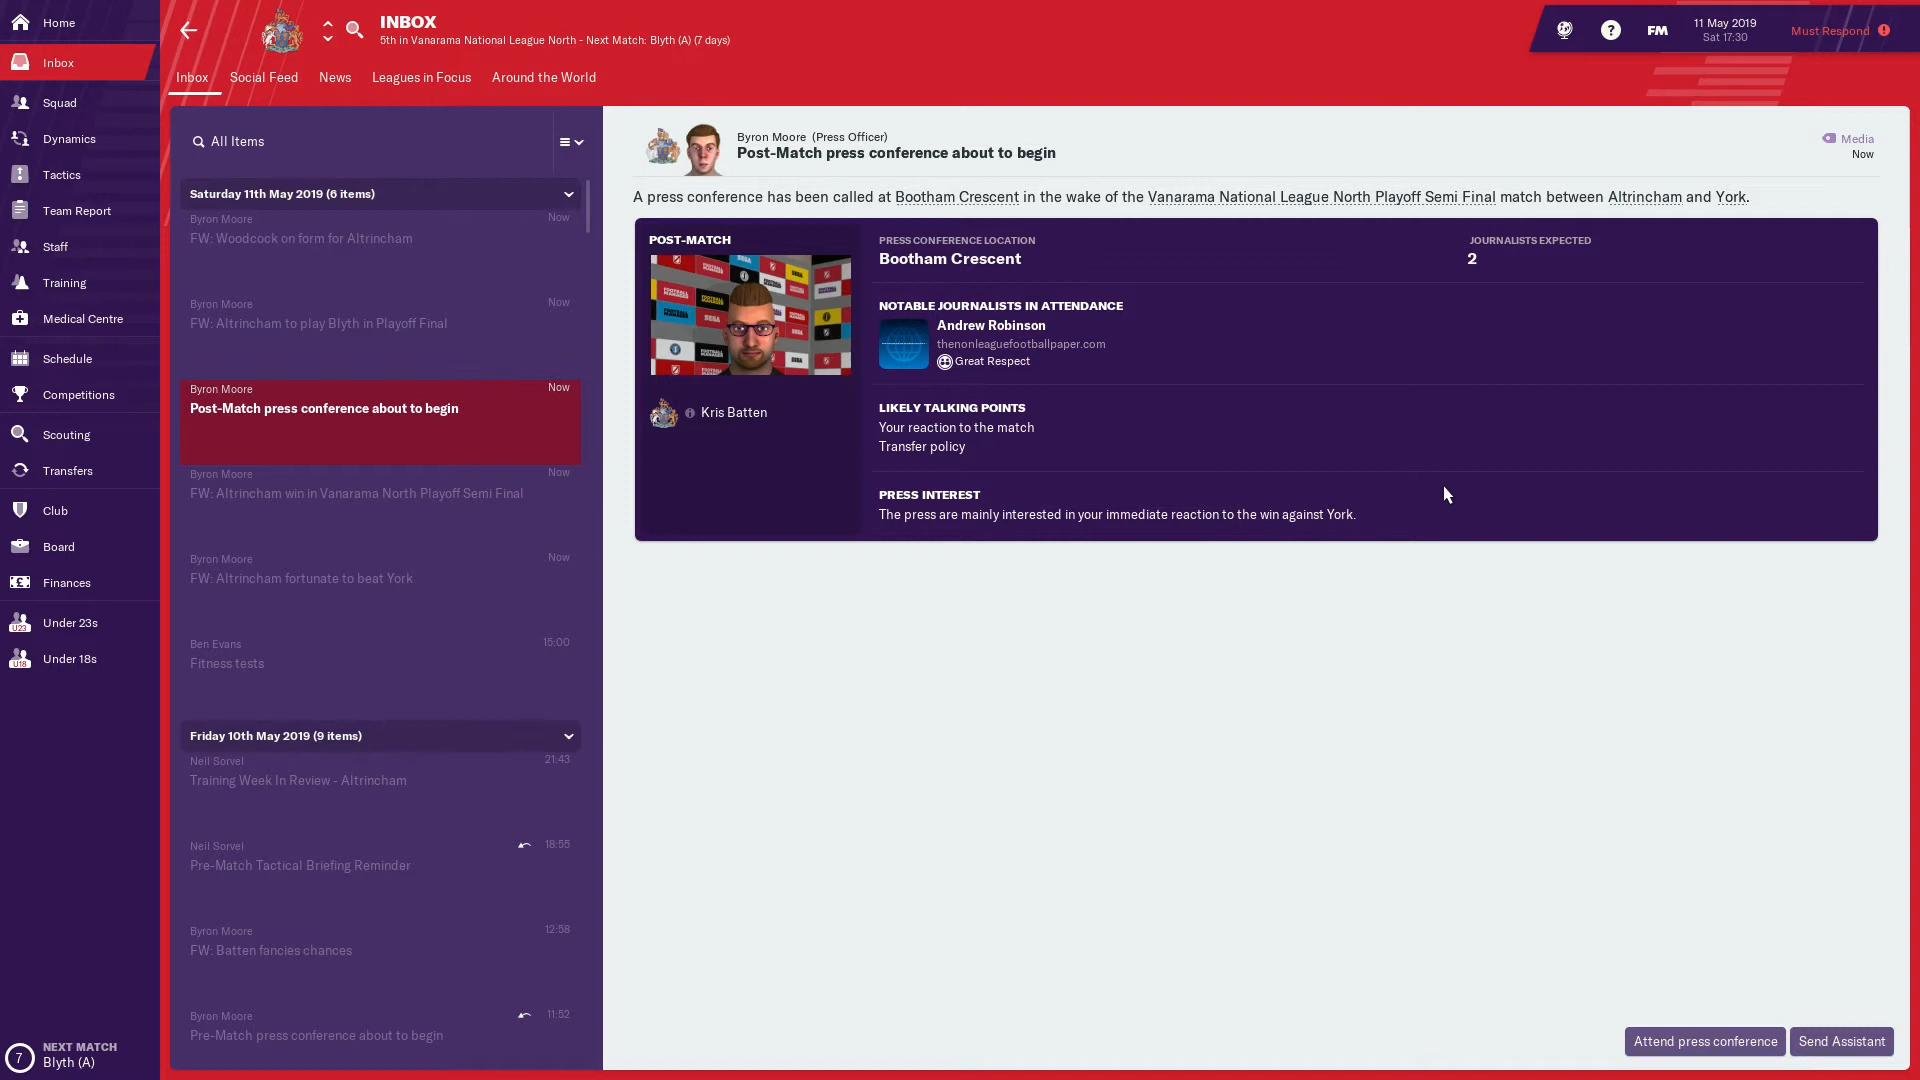 Home
Inbox
Squad
Dynamics
Tactics
Team Report
Staff
Training
Medical Centre
Schedule
Competitions
Scouting
Transfers
Club
Board
Finances
U23
Under 23s
U18
Under 18s
7
NEXT MATCH
Blyth (A)
INBOX
5th in Vanarama National League North - Next Match: Blyth (A) (7 days)
?
FM
11 May 2019
Sat 17:30
Must Respond
Inbox
Social Feed
News
Leagues in Focus
Around the World
All Items
Saturday 11th May 2019 (6 items)
Byron Moore
Now
FW: Woodcock on form for Altrincham
Byron Moore
Now
FW: Altrincham to play Blyth in Playoff Final
Byron Moore
Now
Post-Match press conference about to begin
Byron Moore
Now
FW: Altrincham win in Vanarama North Playoff Semi Final
Byron Moore
Now
FW: Altrincham fortunate to beat York
Ben Evans
15:00
Fitness tests
Friday 10th May 2019 (9 items)
Neil Sorvel
21:43
Training Week In Review - Altrincham
Neil Sorvel
18:55
Pre-Match Tactical Briefing Reminder
Byron Moore
12:58
FW: Batten fancies chances
Byron Moore
11:52
Pre-Match press conference about to begin
Byron Moore (Press Officer)
Post-Match press conference about to begin
Media
Now
A press conference has been called at Bootham Crescent in the wake of the Vanarama National League North Playoff Semi Final match between Altrincham and York.
POST-MATCH
Kris Batten
PRESS CONFERENCE LOCATION
Bootham Crescent
JOURNALISTS EXPECTED
2
NOTABLE JOURNALISTS IN ATTENDANCE
Andrew Robinson
thenonleaguefootballpaper.com
Great Respect
LIKELY TALKING POINTS
Your reaction to the match
Transfer policy
PRESS INTEREST
The press are mainly interested in your immediate reaction to the win against York.
Attend press conference
Send Assistant